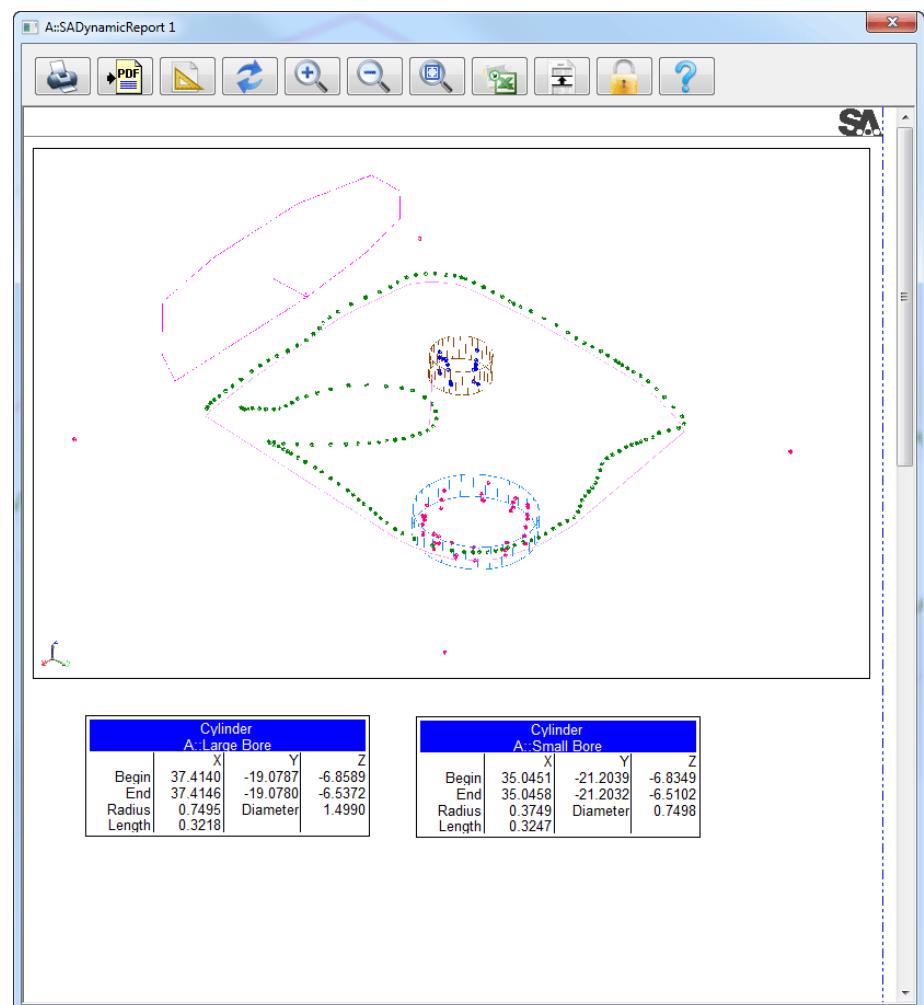 A::SADynamicReport 1
PDF
SA
Cylinder
A::Large Bore
X Y Z
Begin 37.4140 -19.0787 -6.8589
End 37.4146 -19.0780 -6.5372
Radius 0.7495 Diameter 1.4990
Length 0.3218
Cylinder
A::Small Bore
X Y Z
Begin 35.0451 -21.2039 -6.8349
End 35.0458 -21.2032 -6.5102
Radius 0.3749 Diameter 0.7498
Length 0.3247